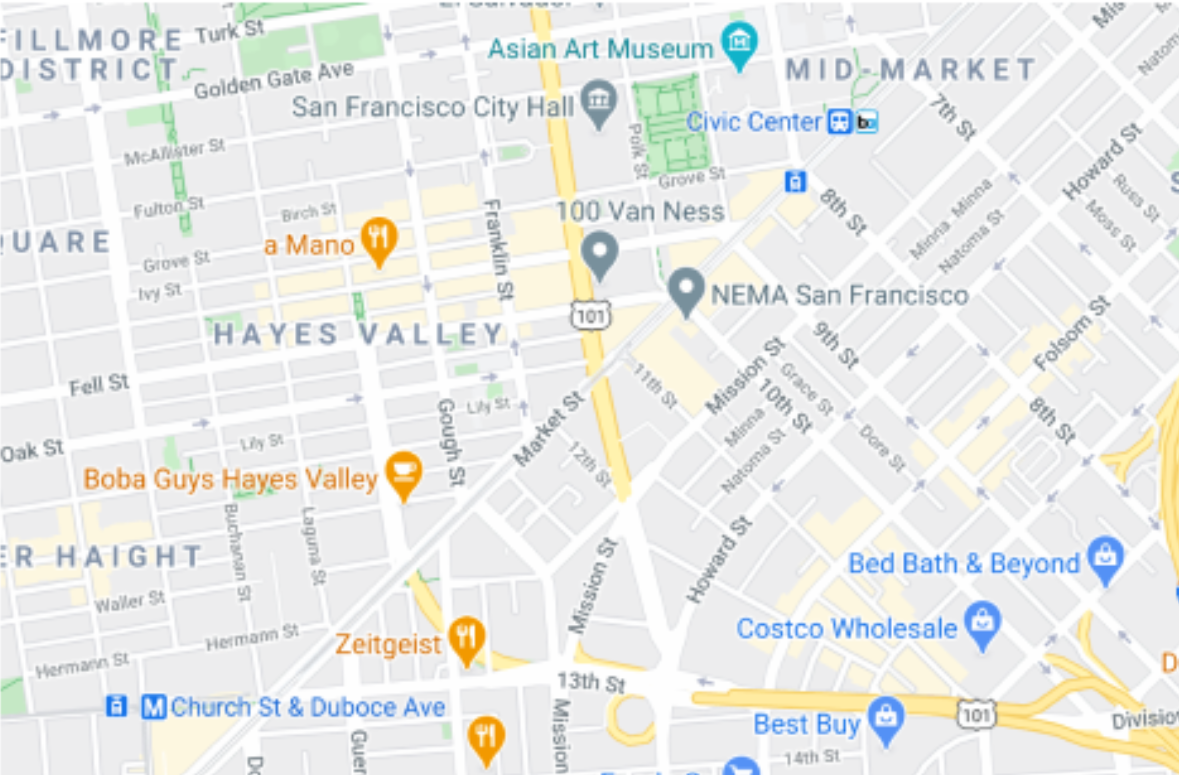 El Salvador
FILLMORE
DISTRICT
Turk St
Golden Gate Ave
Asian Art Museum
MID-MARKET
San Francisco City Hall
Civic Center
7th St
Howard St
Natoma
McAllister St
Polk St
Grove St
Russ St
Moss St
Fulton St
Birch St
Franklin St
100 Van Ness
8th St
Minna
Minna
Natoma St
QUARE
a Mano
Grove St
Ivy St
NEMA San Francisco
101
HAYES VALLEY
9th St
Folsom St
Fell St
11th St
Mission St
Grace St
10th St
8th St
Lily St
Gough St
Market St
Minna
Natoma St
Dore St
Oak St
Lily St
12th St
Boba Guys Hayes Valley
Buchanan St
Laguna St
Howard St
Mission St
ER HAIGHT
Bed Bath & Beyond
Waller St
Costco Wholesale
Hermann St
Hermann St
Zeitgeist
13th St
M Church St & Duboce Ave
101
Best Buy
Division
Mission
Guer
14th St